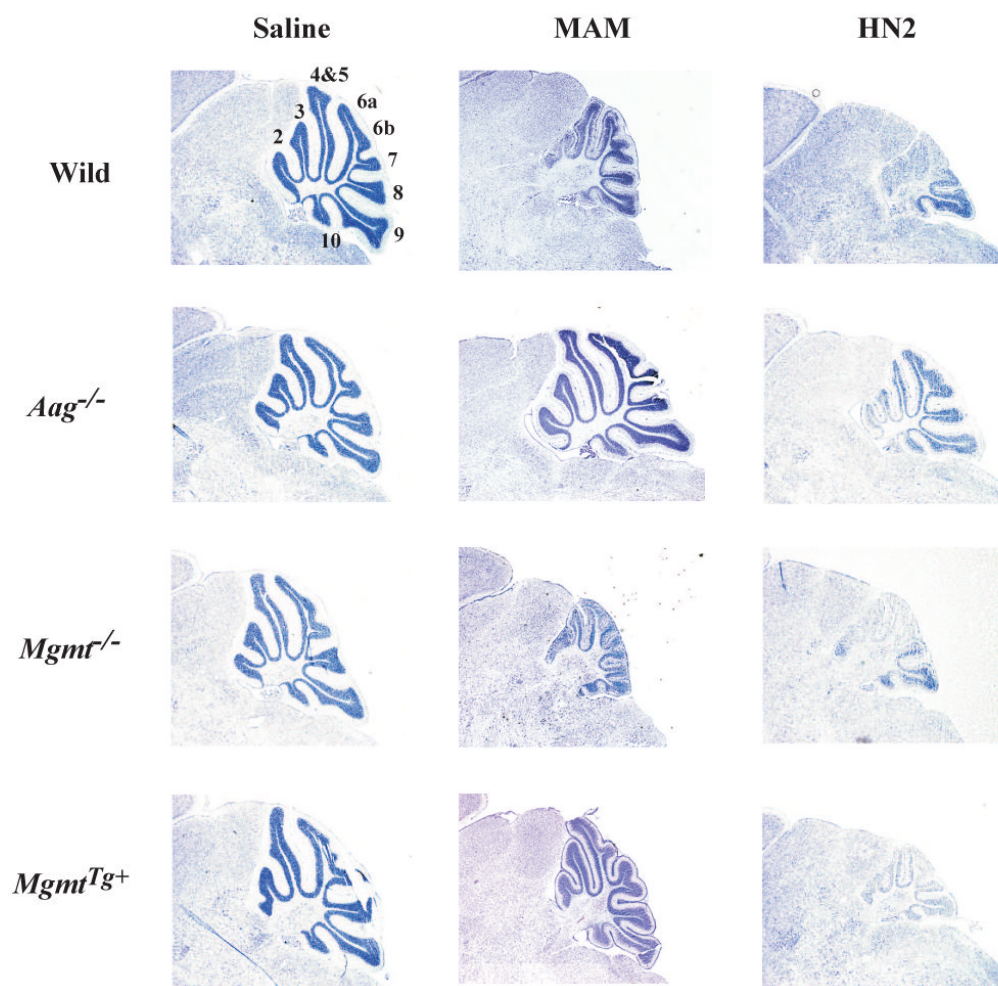 Saline MAM HN2
Wild
4&5
6a
3
6b
2
7
8
9
10
Aag-/-
Mgmt-/-
MgmtTg+